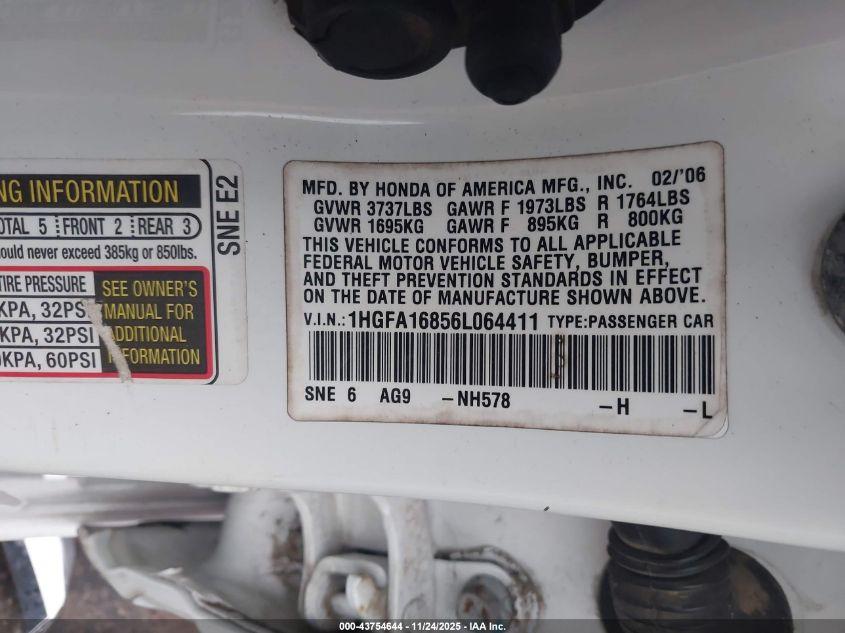 NG INFORMATION
OTAL 5 FRONT 2 REAR 3
ould never exceed 385kg or 850lbs.
TIRE PRESSURE
KPA, 32PSI
KPA, 32PSI
0KPA, 60PSI
SEE OWNER'S
MANUAL FOR
ADDITIONAL
INFORMATION
SNE E2
MFD. BY HONDA OF AMERICA MFG., INC. 02/'06
GVWR 3737LBS GAWR F 1973LBS R 1764LBS
GVWR 1695KG GAWR F 895KG R 800KG
THIS VEHICLE CONFORMS TO ALL APPLICABLE
FEDERAL MOTOR VEHICLE SAFETY, BUMPER,
AND THEFT PREVENTION STANDARDS IN EFFECT
ON THE DATE OF MANUFACTURE SHOWN ABOVE.
V.I.N.: 1HGFA16856L064411 TYPE:PASSENGER CAR
SNE 6 AG9 -NH578 -H -L
000-43754644 - 11/24/2025 - IAA Inc.